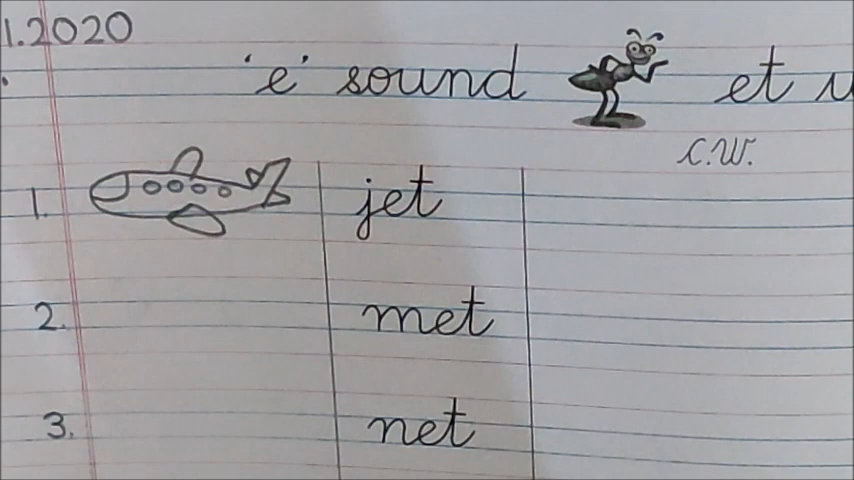 1.2020
'e' sound et
c.w.
1. jet
2. met
3. net